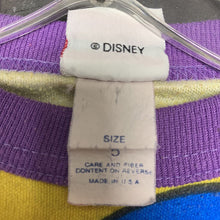 © DISNEY
SIZE
CARE AND FIBER
CONTENT ON REVERSE
MADE IN U.S.A